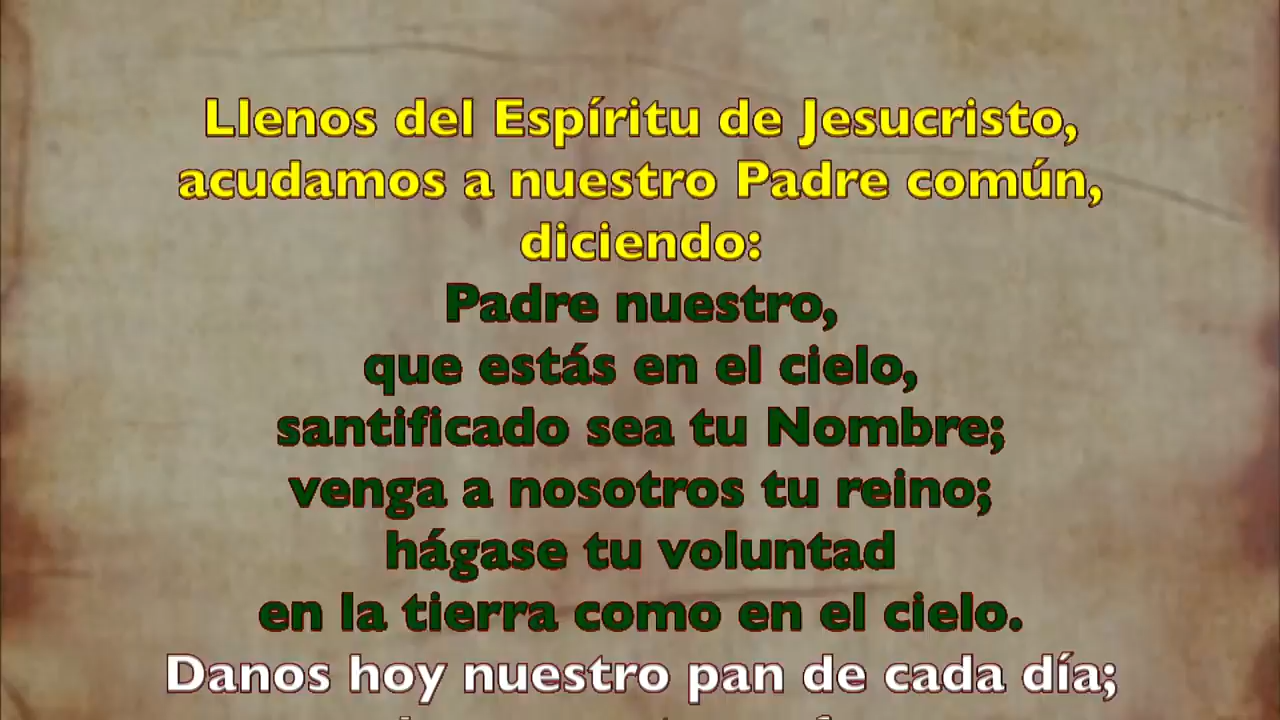 Llenos del Espíritu de Jesucristo,
acudamos a nuestro Padre común,
diciendo:
Padre nuestro,
que estás en el cielo,
santificado sea tu Nombre;
venga a nosotros tu reino;
hágase tu voluntad
en la tierra como en el cielo.
Danos hoy nuestro pan de cada día;